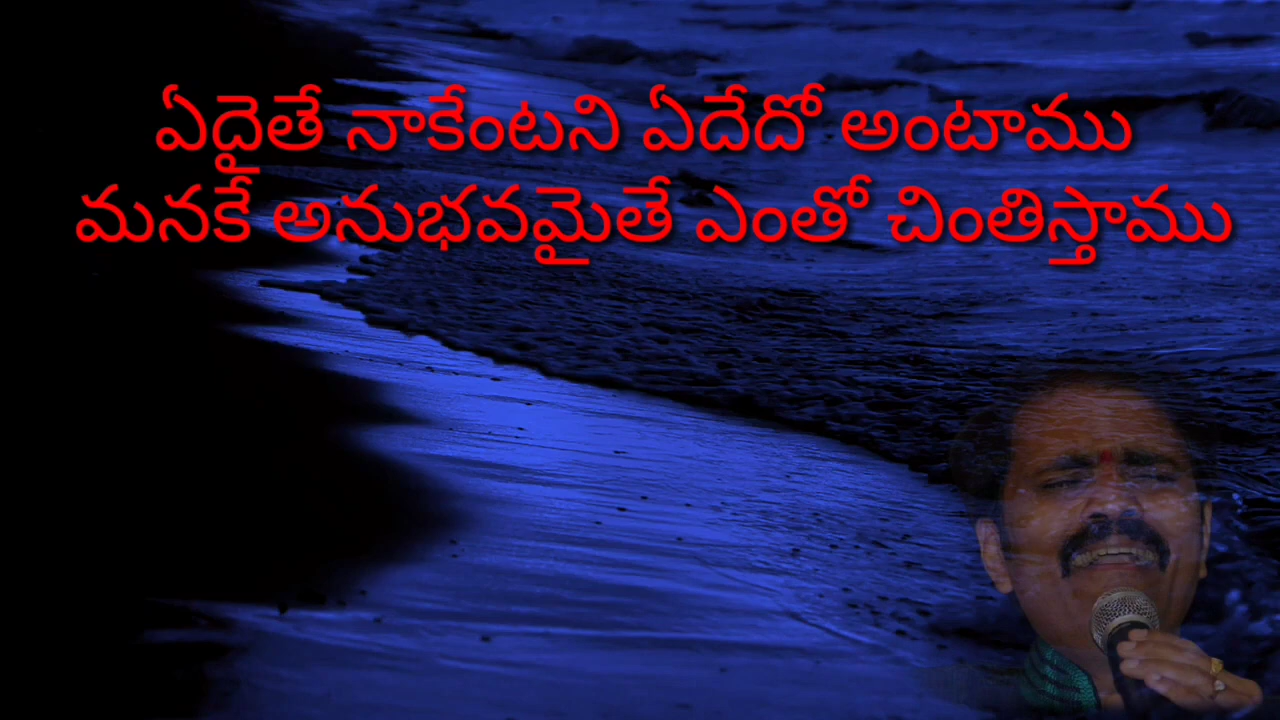 ఏదైతే నాకేంటని ఏదేదో అంటాము
మనకే అనుభవమైతే ఎంతో చింతిస్తాము